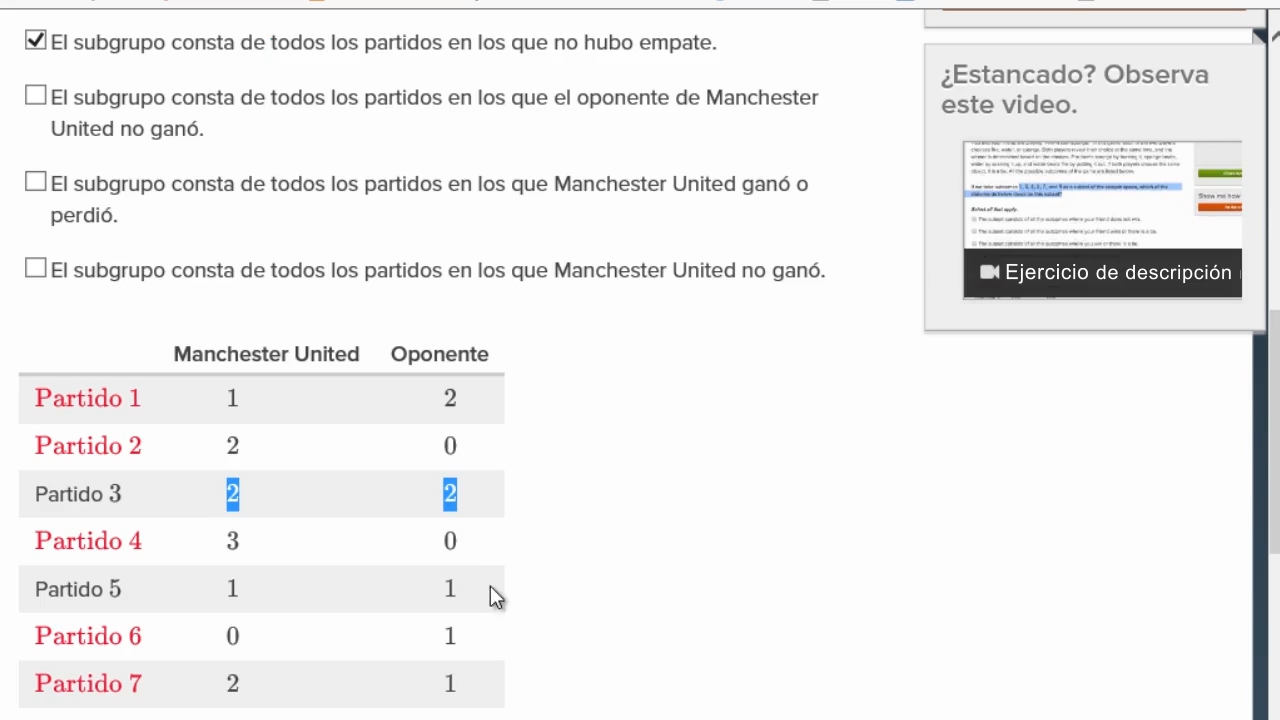 El subgrupo consta de todos los partidos en los que no hubo empate.
El subgrupo consta de todos los partidos en los que el oponente de Manchester
United no ganó.
El subgrupo consta de todos los partidos en los que Manchester United ganó o
perdió.
El subgrupo consta de todos los partidos en los que Manchester United no ganó.
Manchester United Oponente
Partido 1 1 2
Partido 2 2 0
Partido 3 2 2
Partido 4 3 0
Partido 5 1 1
Partido 6 0 1
Partido 7 2 1
¿Estancado? Observa
este video.
Ejercicio de descripción